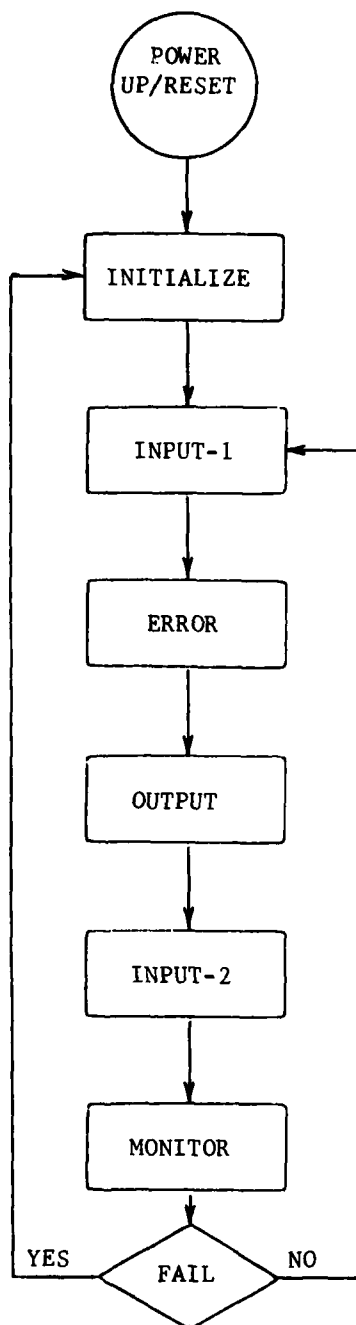 POWER
UP/RESET
INITIALIZE
INPUT-1
ERROR
OUTPUT
INPUT-2
MONITOR
YES
FAIL
NO